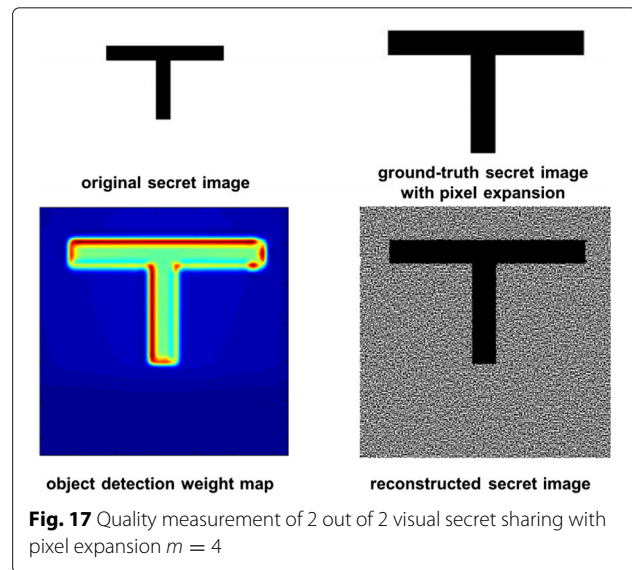 original secret image
ground-truth secret image
with pixel expansion
object detection weight map
reconstructed secret image
Fig. 17 Quality measurement of 2 out of 2 visual secret sharing with
pixel expansion m = 4